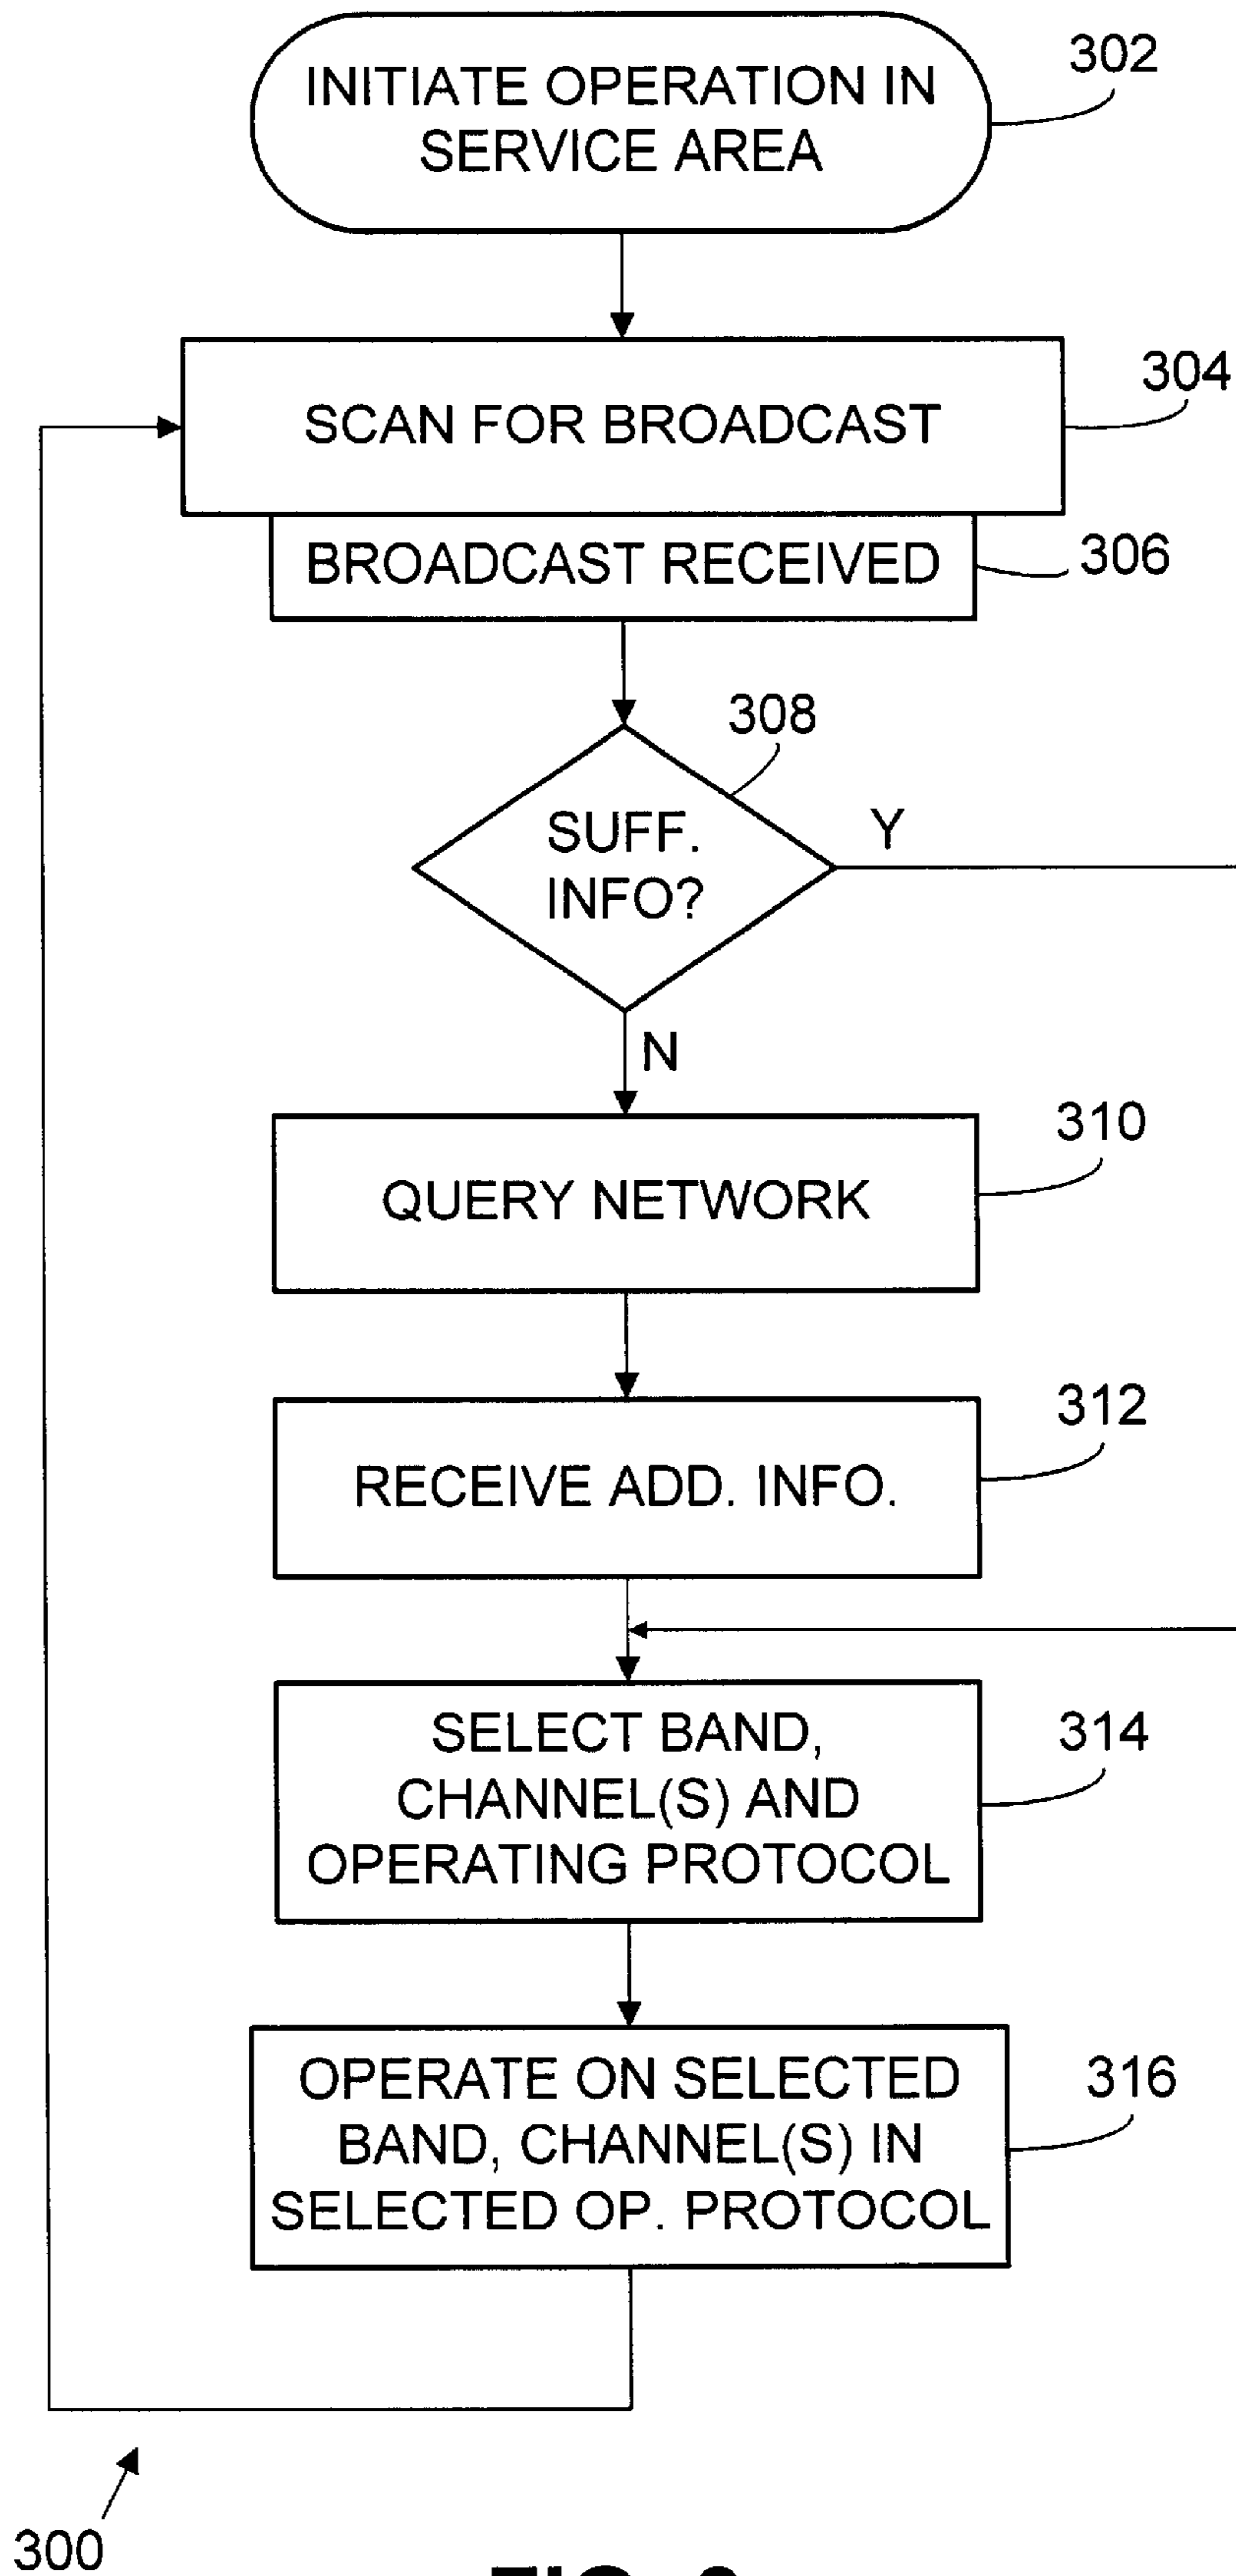 INITIATE OPERATION IN
SERVICE AREA
302
SCAN FOR BROADCAST
304
BROADCAST RECEIVED
306
308
SUFF.
INFO?
Y
N
QUERY NETWORK
310
RECEIVE ADD. INFO.
312
SELECT BAND,
CHANNEL(S) AND
OPERATING PROTOCOL
314
OPERATE ON SELECTED
BAND, CHANNEL(S) IN
SELECTED OP. PROTOCOL
316
300
FIG.